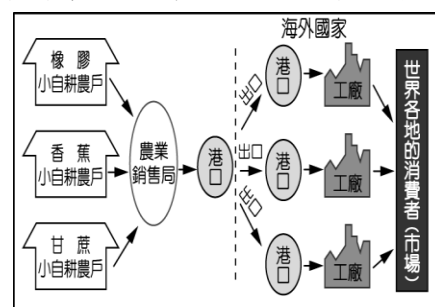 海外國家
橡膠
小自耕農戶
香蕉
小自耕農戶
甘蔗
小自耕農戶
農業
銷售局
港口
出口
出口
出口
港口
港口
港口
工廠
工廠
工廠
世界各地的消費者(市場)